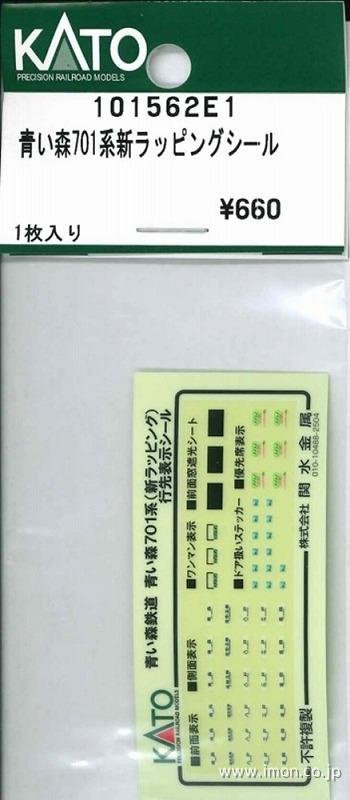 KATO
PRECISION RAILROAD MODELS
101562E1
青い森701系新ラッピングシール
¥660
1枚入り
青い森鉄道 青い森701系(新ラッピング)
行先表示シール
KATO
PRECISION RAILROAD MODELS
■前面表示
■側面表示
■ワンマン表示
■前面窓遮光シート
■ドア扱いステッカー
■優先席表示
不許複製
株式会社 関水金属
010-10488-2504
www.imon.co.jp